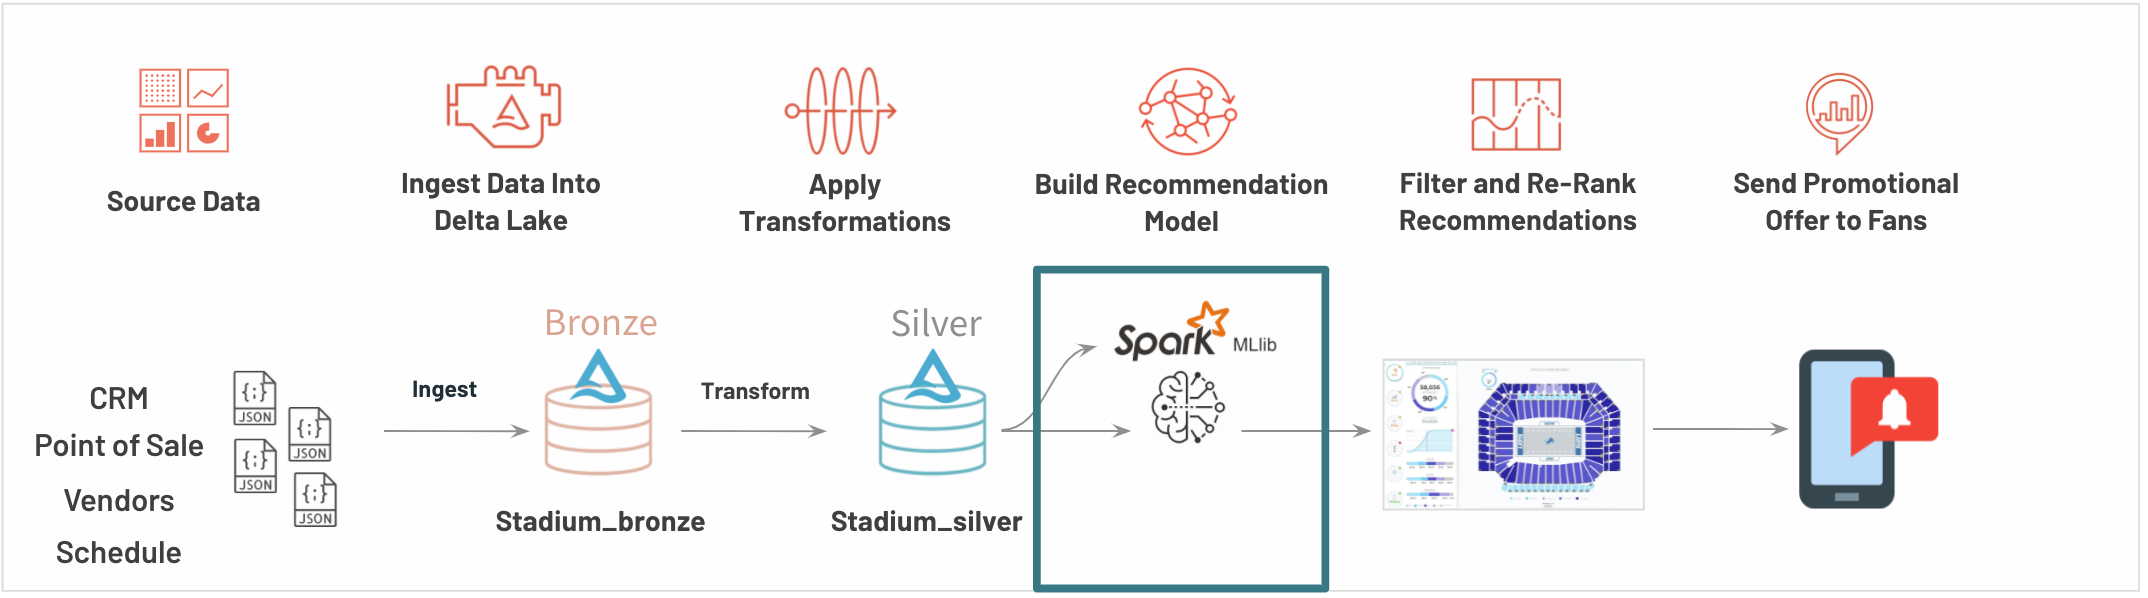 Source Data
Ingest Data Into
Delta Lake
Apply
Transformations
Build Recommendation
Model
Filter and Re-Rank
Recommendations
Send Promotional
Offer to Fans
CRM
Point of Sale
Vendors
Schedule
{;}
JSON
{;}
JSON
{;}
JSON
{;}
JSON
Ingest
Bronze
Stadium_bronze
Transform
Silver
Stadium_silver
Spark MLlib
58,036
90%